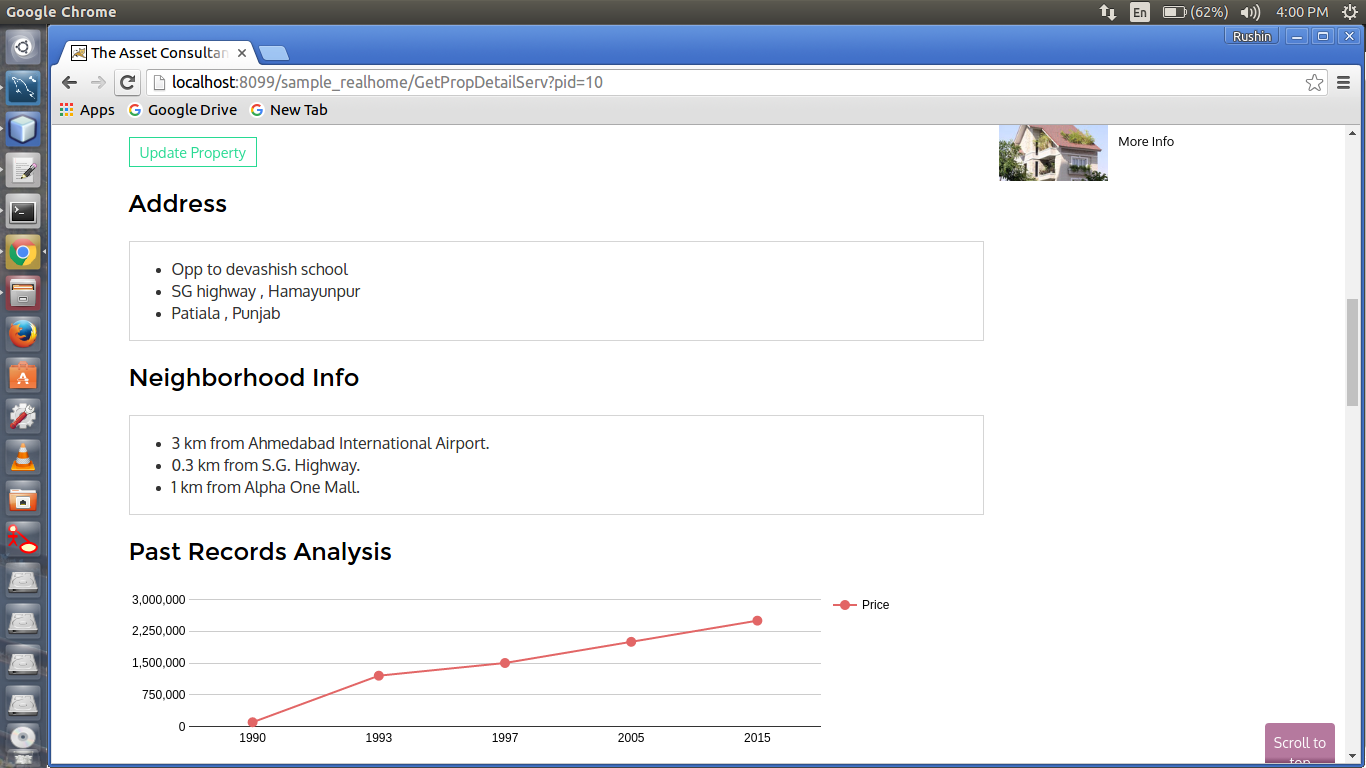 Google Chrome
En
(62%)
4:00 PM
Rushin
The Asset Consultan
localhost:8099/sample_realhome/GetPropDetailServ?pid=10
Apps
Google Drive
New Tab
Update Property
More Info
Address
Opp to devashish school
SG highway , Hamayunpur
Patiala , Punjab
Neighborhood Info
3 km from Ahmedabad International Airport.
0.3 km from S.G. Highway.
1 km from Alpha One Mall.
Past Records Analysis
3,000,000
2,250,000
1,500,000
750,000
0
1990
1993
1997
2005
2015
Price
Scroll to
top